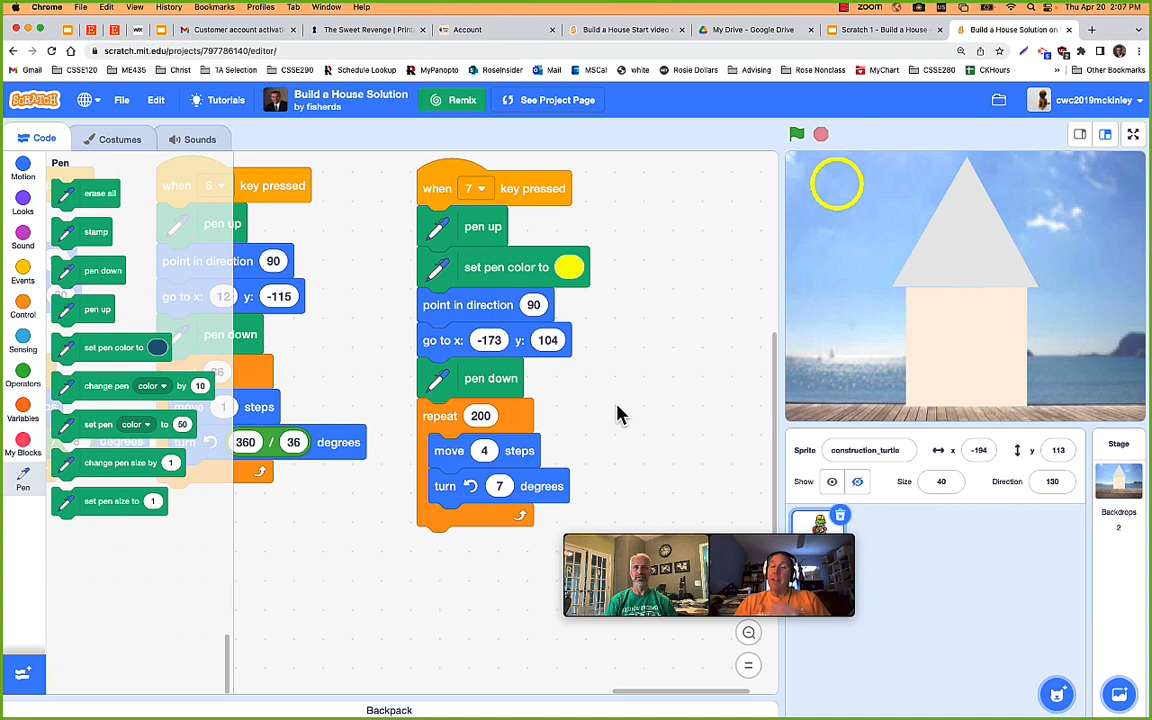 Chrome File Edit View History Bookmarks Profiles Tab Window Help zoom Thu Apr 20 2:07 PM
Customer account activati The Sweet Revenge | Print Account Build a House Start video My Drive – Google Drive Scratch 1 - Build a House Build a House Solution on
scratch.mit.edu/projects/797786140/editor/
Gmail CSSE120 ME435 Christ TA Selection CSSE290 Schedule Lookup MyPanopto RoseInsider Mail MSCal white Rosie Dollars Advising Rose Nonclass MyChart CSSE280 CKHours Other Bookmarks
SCRATCH File Edit Tutorials Build a House Solution by fisherds Remix See Project Page cwc2019mckinley
Code Costumes Sounds
Motion
Looks
Sound
Events
Control
Sensing
Operators
Variables
My Blocks
Pen
Pen
erase all
stamp
pen down
pen up
set pen color to
change pen color by 10
set pen color to 50
change pen size by 1
set pen size to 1
when 6 key pressed
pen up
point in direction 90
go to x: 12 y: -115
pen down
36
move 1 steps
turn 360 / 36 degrees
degrees
when 7 key pressed
pen up
set pen color to
point in direction 90
go to x: -173 y: 104
pen down
repeat 200
move 4 steps
turn 7 degrees
Sprite construction_turtle x -194 y 113
Show Size 40 Direction 130
Stage
Backdrops
2
Backpack